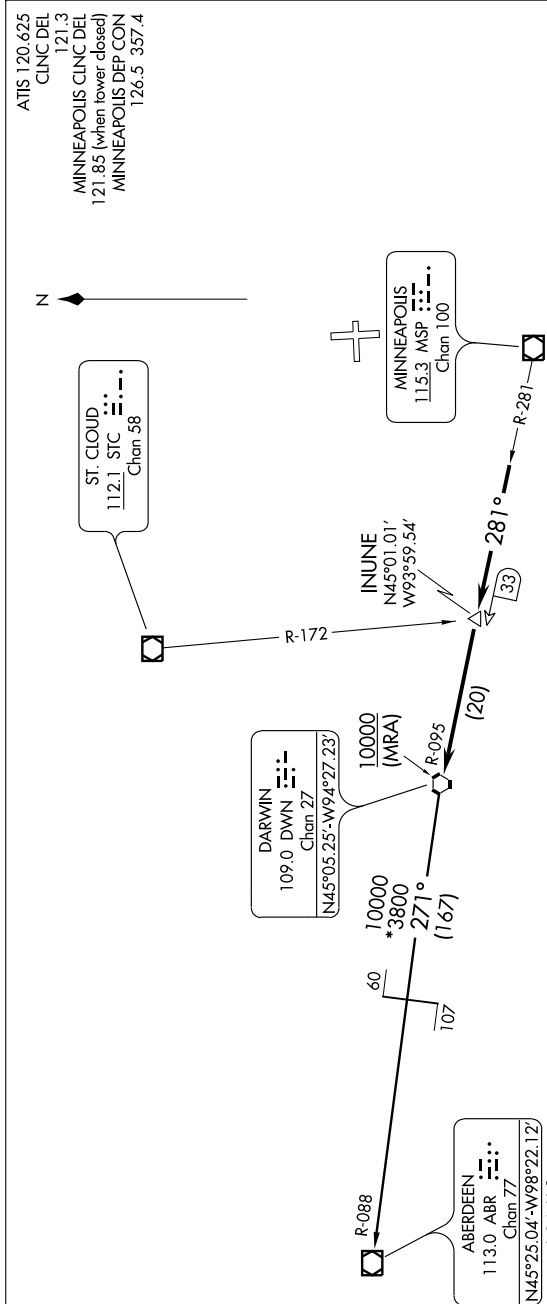 ATIS 120.625
CLNC DEL
121.3
MINNEAPOLIS CLNC DEL
121.85 (when tower closed)
MINNEAPOLIS DEP CON
126.5 357.4
N
ST. CLOUD
112.1 STC
Chan 58
MINNEAPOLIS
115.3 MSP
Chan 100
R-281
281°
INUNE
N45°01.01'
W93°59.54'
33
R-172
(20)
10000
(MRA)
R-095
DARWIN
109.0 DWN
Chan 27
N45°05.25'-W94°27.23'
10000
*3800
271°
(167)
60
107
R-088
ABERDEEN
113.0 ABR
Chan 77
N45°25.04'-W98°22.12'